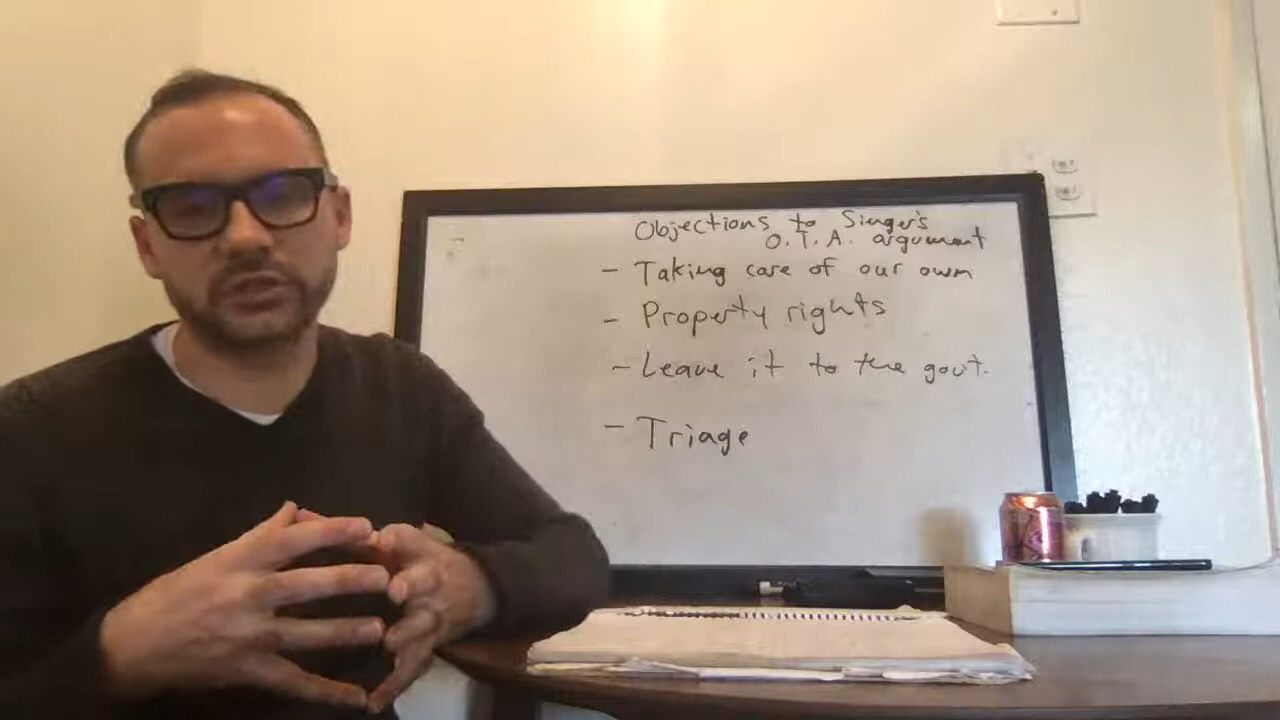 Objections to Singer's
O.T.A. argument
- Taking care of our own
- Property rights
- Leave it to the govt.
- Triage